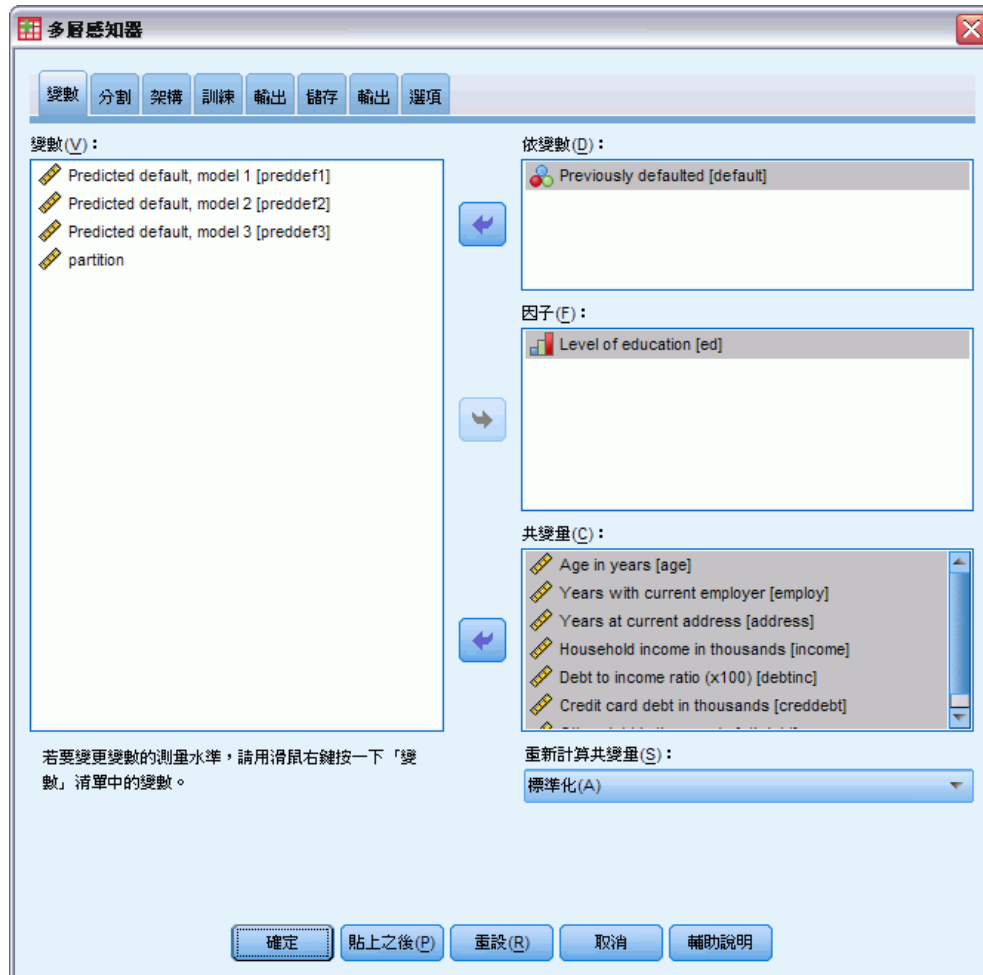 多層感知器
變數 分割 架構 訓練 輸出 儲存 輸出 選項
變數(V)：
Predicted default, model 1 [preddef1]
Predicted default, model 2 [preddef2]
Predicted default, model 3 [preddef3]
partition
依變數(D)：
Previously defaulted [default]
因子(F)：
Level of education [ed]
共變量(C)：
Age in years [age]
Years with current employer [employ]
Years at current address [address]
Household income in thousands [income]
Debt to income ratio (x100) [debtinc]
Credit card debt in thousands [creddebt]
若要變更變數的測量水準，請用滑鼠右鍵按一下「變
數」清單中的變數。
重新計算共變量(S)：
標準化(A)
確定 貼上之後(P) 重設(R) 取消 輔助說明